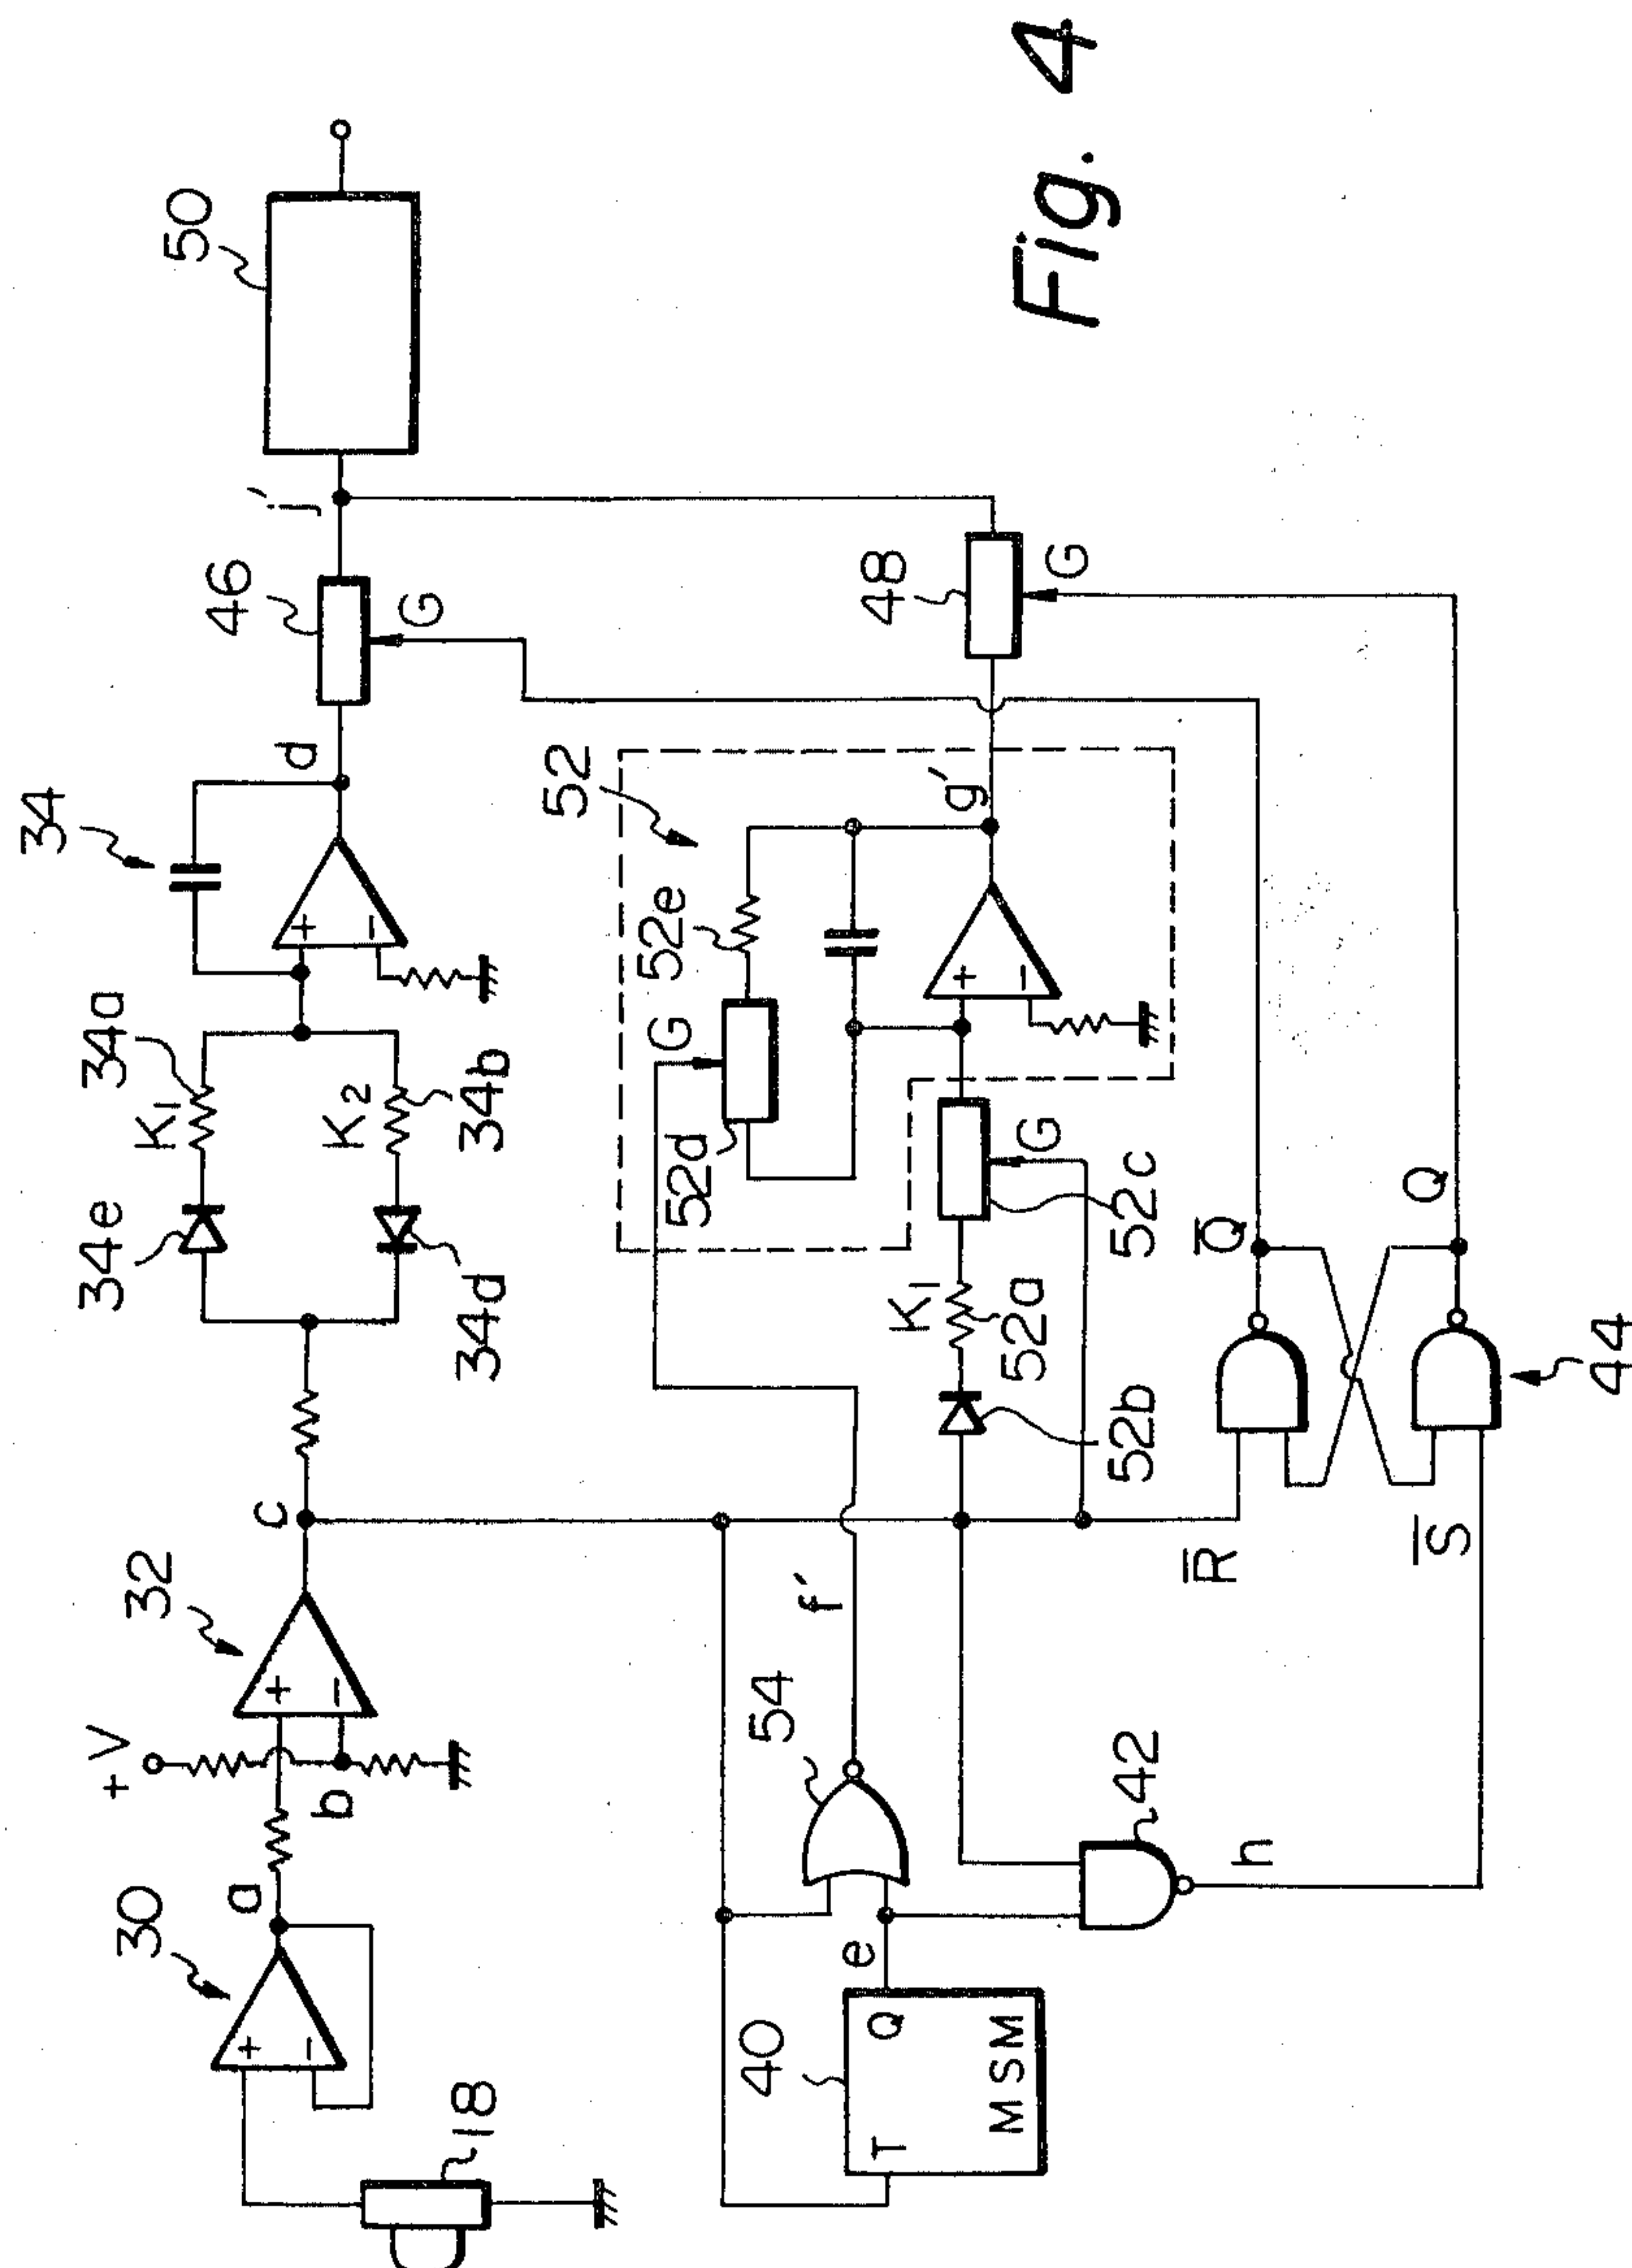 Fig. 4
50
j'
46
G
48
G
34
d
52
g'
34a
K1
K2
34b
34e
34d
52e
G
52d
G
52c
K1
52a
52b
Q
Q
44
R
S
c
32
+V
b
+
−
+
−
+
−
+
−
f'
54
42
h
30
a
e
40
Q
T
MSM
18